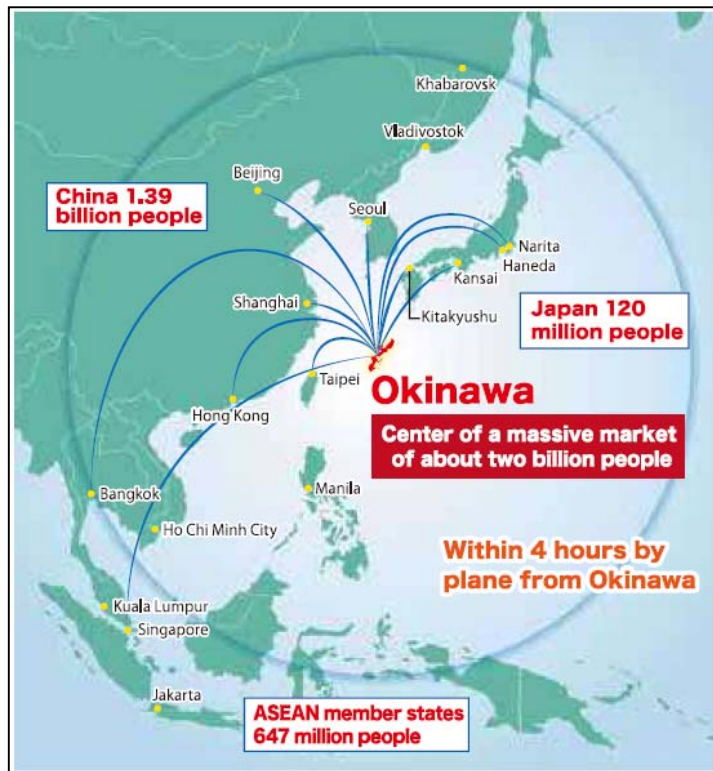 Khabarovsk
Vladivostok
Beijing
China 1.39
billion people
Seoul
Narita
Haneda
Kansai
Shanghai
Kitakyushu
Japan 120
million people
Taipei
Okinawa
Hong Kong
Center of a massive market
of about two billion people
Bangkok
Manila
Ho Chi Minh City
Within 4 hours by
plane from Okinawa
Kuala Lumpur
Singapore
Jakarta
ASEAN member states
647 million people